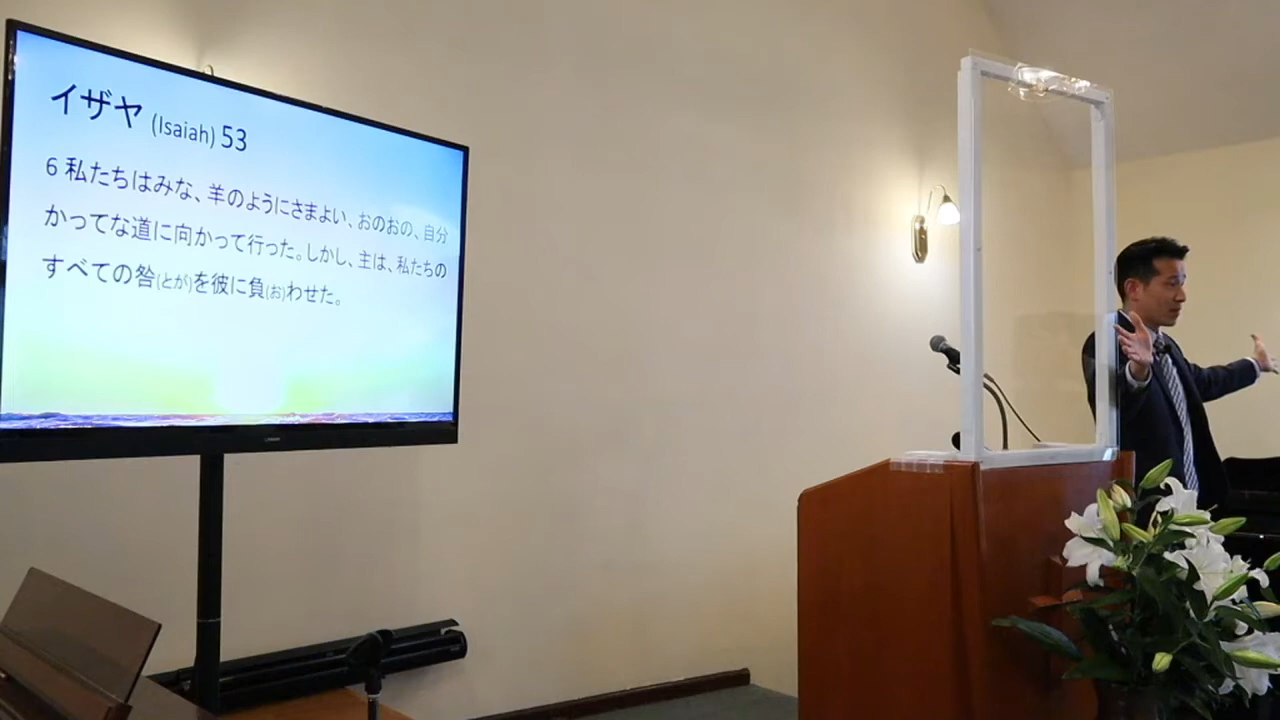 イザヤ (Isaiah) 53
6 私たちはみな、羊のようにさまよい、おのおの、自分
かってな道に向かって行った。しかし、主は、私たちの
すべての咎(とが)を彼に負(お)わせた。